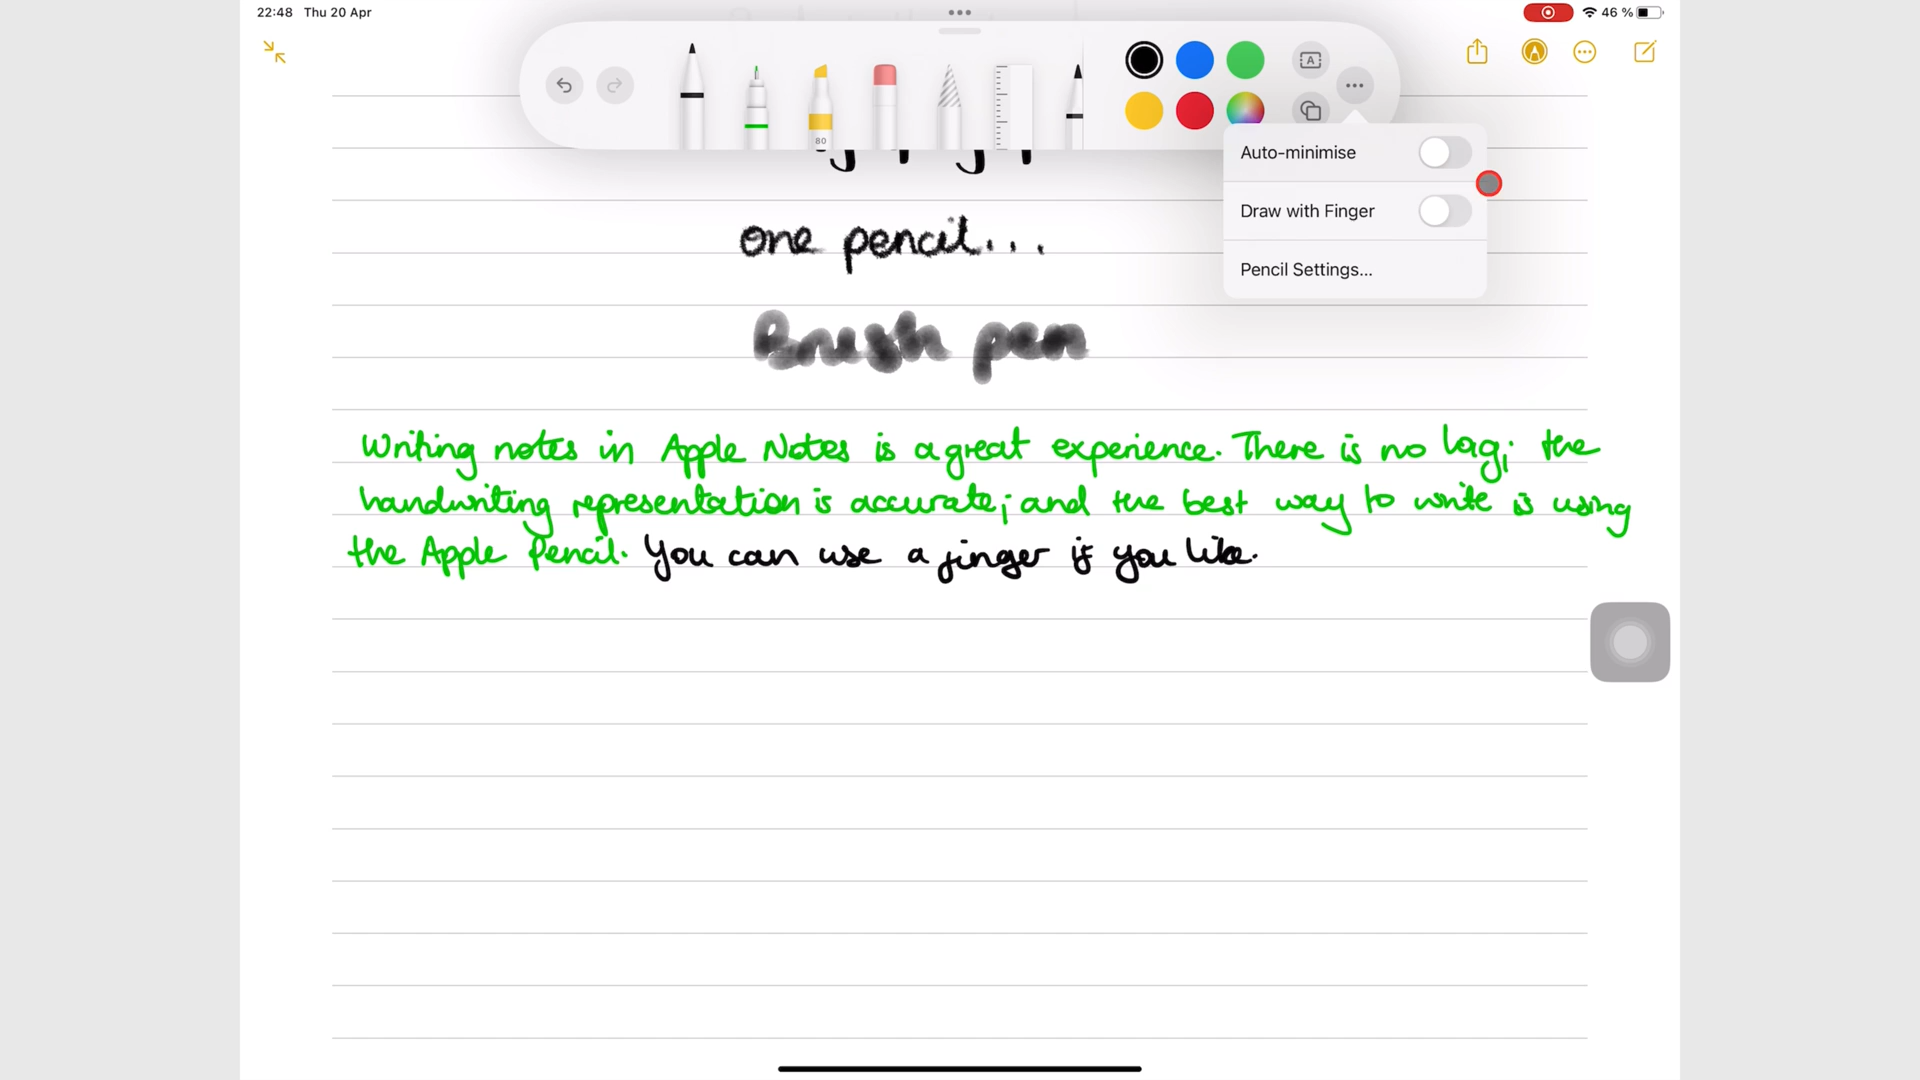 22:48 Thu 20 Apr
46 %
A
80
Auto-minimise
Draw with Finger
Pencil Settings...
one pencil...
Brush pen
Writing notes in Apple Notes is a great experience. There is no lag; the
handwriting representation is accurate; and the best way to write is using
the Apple Pencil. You can use a finger if you like.